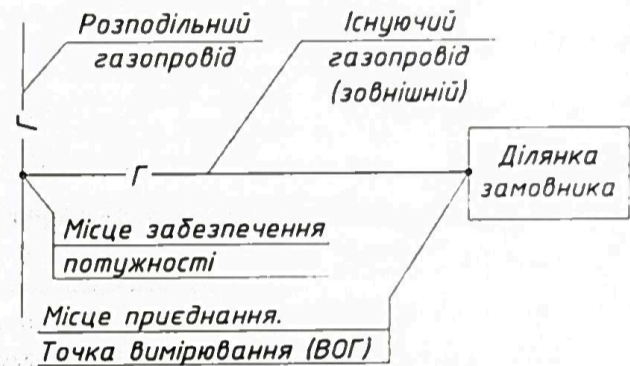 Розподільний
газопровід
Існуючий
газопровід
(зовнішній)
Г
Г
Ділянка
замовника
Місце забезпечення
потужності
Місце приєднання.
Точка вимірювання (ВОГ)